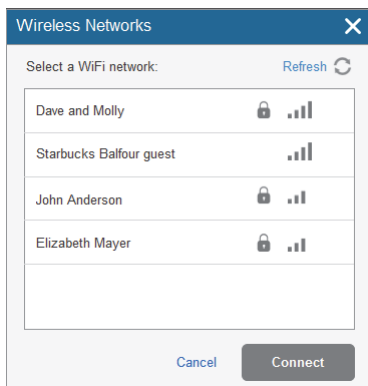 Wireless Networks
Select a WiFi network:
Refresh
Dave and Molly
Starbucks Balfour guest
John Anderson
Elizabeth Mayer
Cancel
Connect